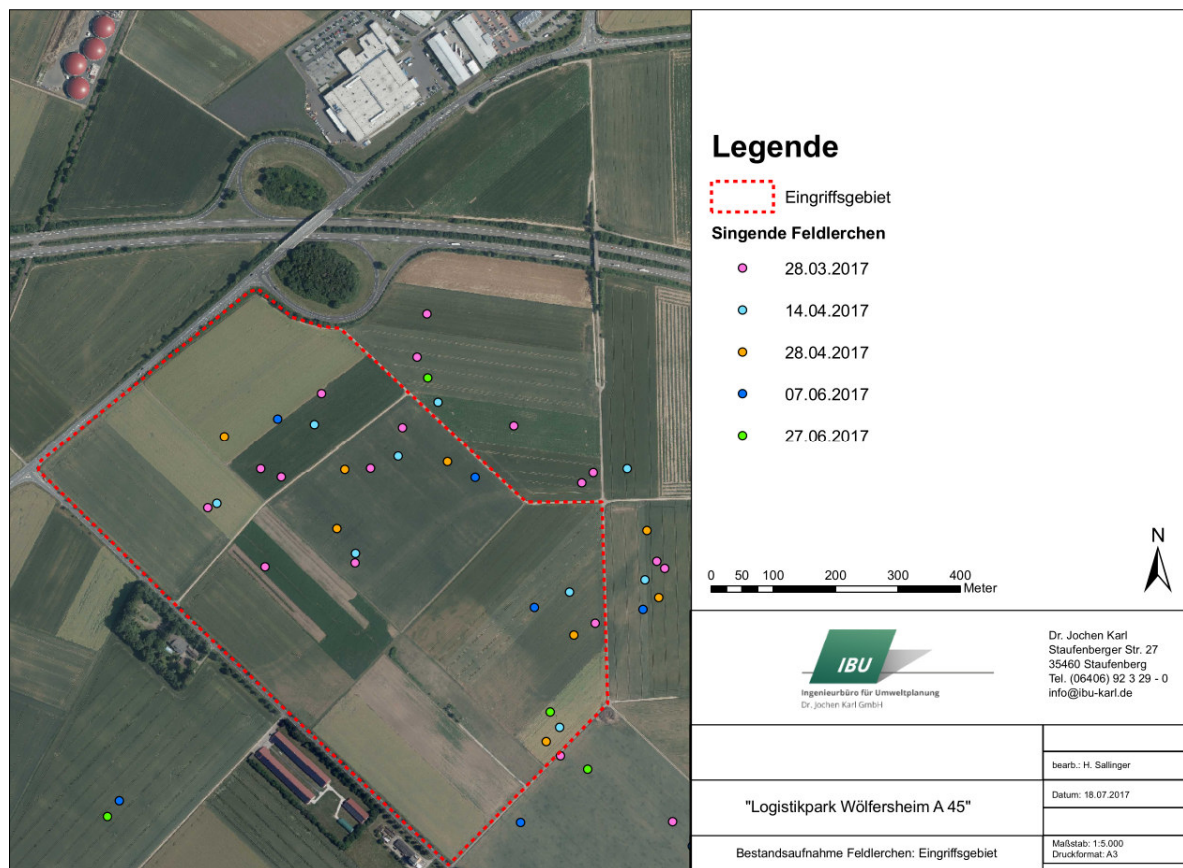 Legende
Eingriffsgebiet
Singende Feldlerchen
28.03.2017
14.04.2017
28.04.2017
07.06.2017
27.06.2017
N
0 50 100 200 300 400
Meter
IBU
Ingenieurbüro für Umweltplanung
Dr. Jochen Karl GmbH
Dr. Jochen Karl
Staufenberger Str. 27
35460 Staufenberg
Tel. (06406) 92 3 29 - 0
info@ibu-karl.de
bearb.: H. Sallinger
"Logistikpark Wölfersheim A 45"
Datum: 18.07.2017
Bestandsaufnahme Feldlerchen: Eingriffsgebiet
Maßstab: 1:5.000
Druckformat: A3